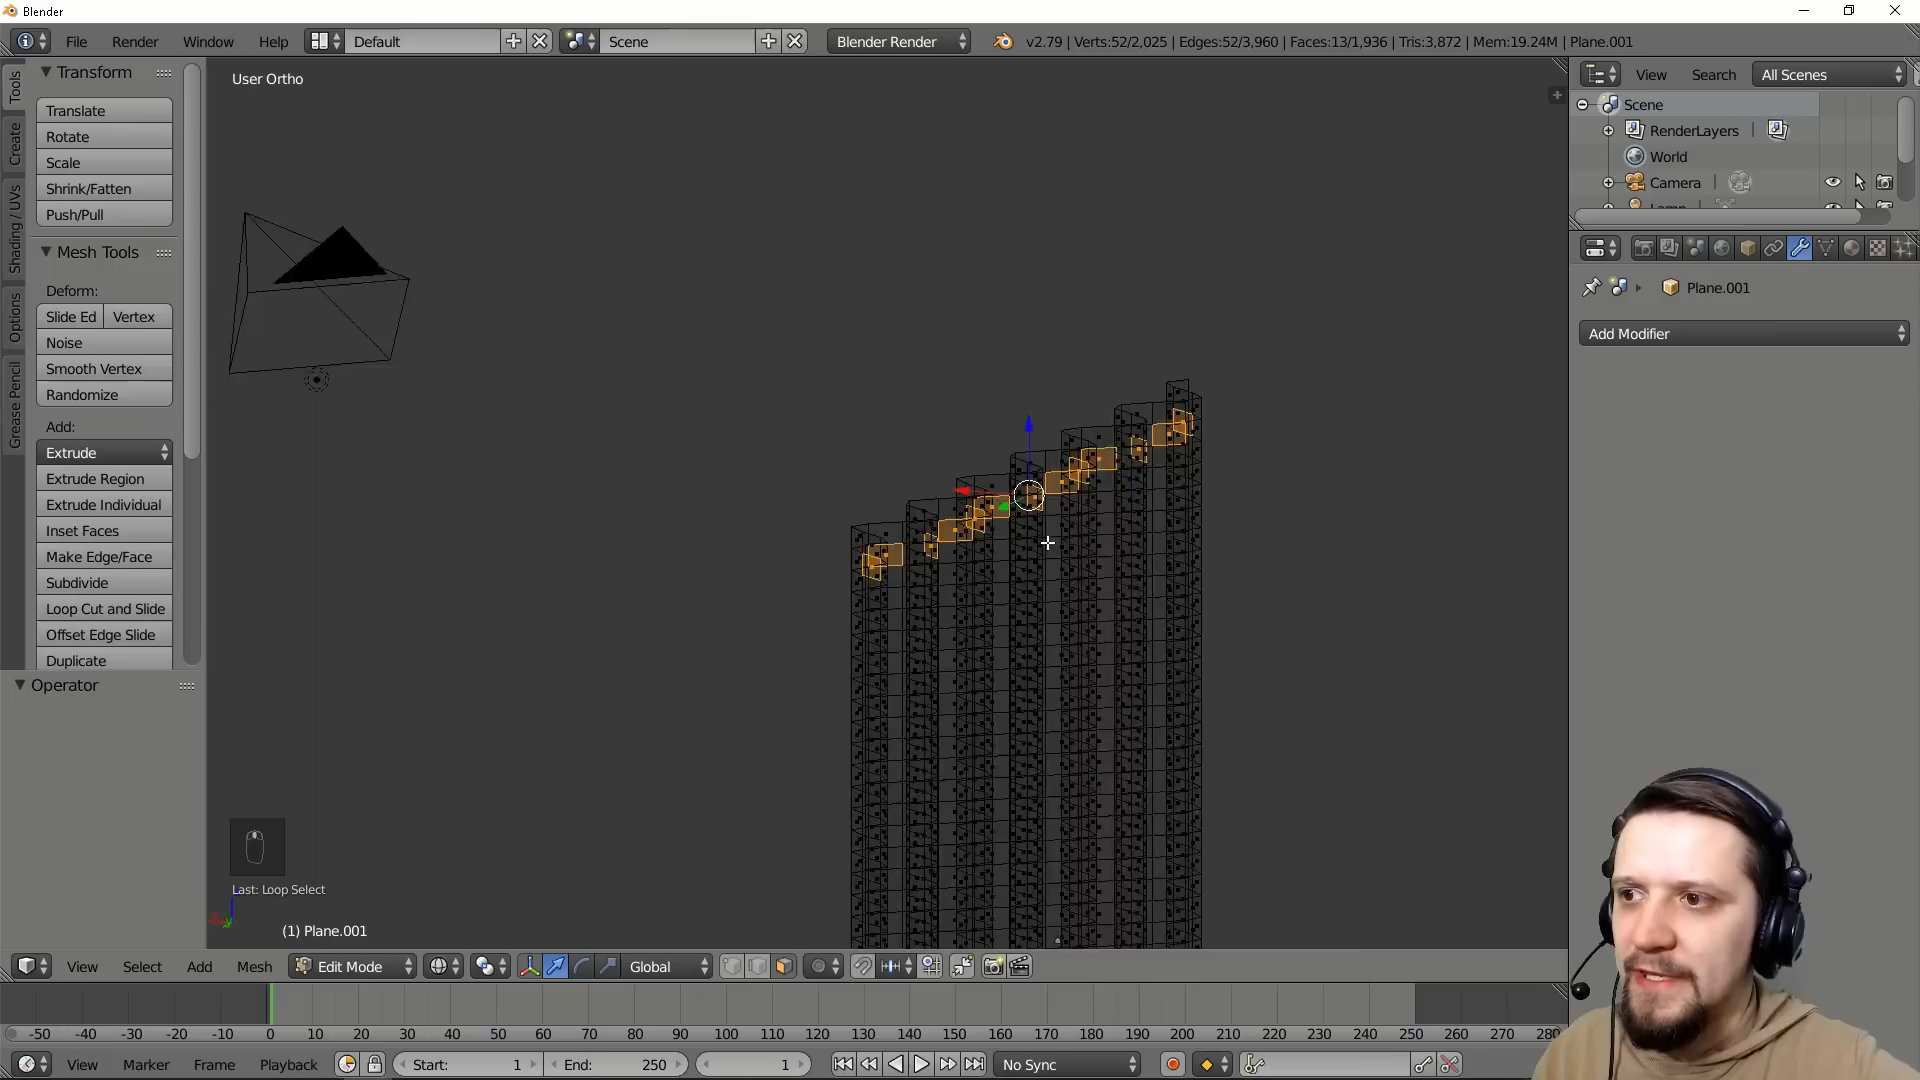 Blender
File Render Window Help Default Scene Blender Render v2.79 | Verts:52/2,025 | Edges:52/3,960 | Faces:13/1,936 | Tris:3,872 | Mem:19.24M | Plane.001
Tools
Create
Shading / UVs
Options
Grease Pencil
Transform
Translate
Rotate
Scale
Shrink/Fatten
Push/Pull
Mesh Tools
Deform:
Slide Ed Vertex
Noise
Smooth Vertex
Randomize
Add:
Extrude
Extrude Region
Extrude Individual
Inset Faces
Make Edge/Face
Subdivide
Loop Cut and Slide
Offset Edge Slide
Duplicate
Operator
User Ortho
Last: Loop Select
(1) Plane.001
View Search All Scenes
Scene
RenderLayers |
World
Camera |
Plane.001
Add Modifier
View Select Add Mesh Edit Mode Global
-50 -40 -30 -20 -10 0 10 20 30 40 50 60 70 80 90 100 110 120 130 140 150 160 170 180 190 200 210 220 230 240 250 260 270 280
View Marker Frame Playback Start: 1 End: 250 1 No Sync